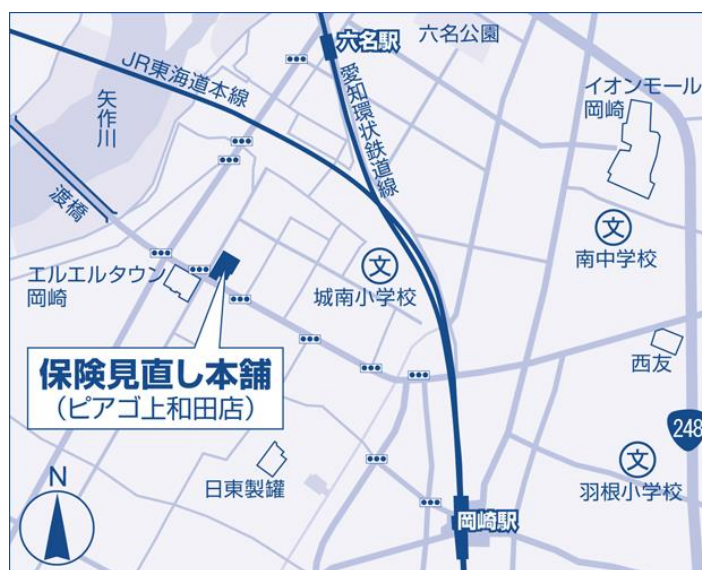 六名駅
六名公園
JR東海道本線
愛知環状鉄道線
イオンモール
岡崎
矢作川
渡橋
文
南中学校
文
城南小学校
エルエルタウン
岡崎
保険見直し本舗
（ピアゴ上和田店）
西友
248
文
羽根小学校
日東製罐
岡崎駅
N